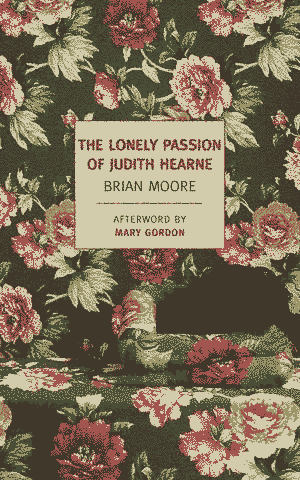 THE LONELY PASSION
OF JUDITH HEARNE
BRIAN MOORE
AFTERWORD BY
MARY GORDON